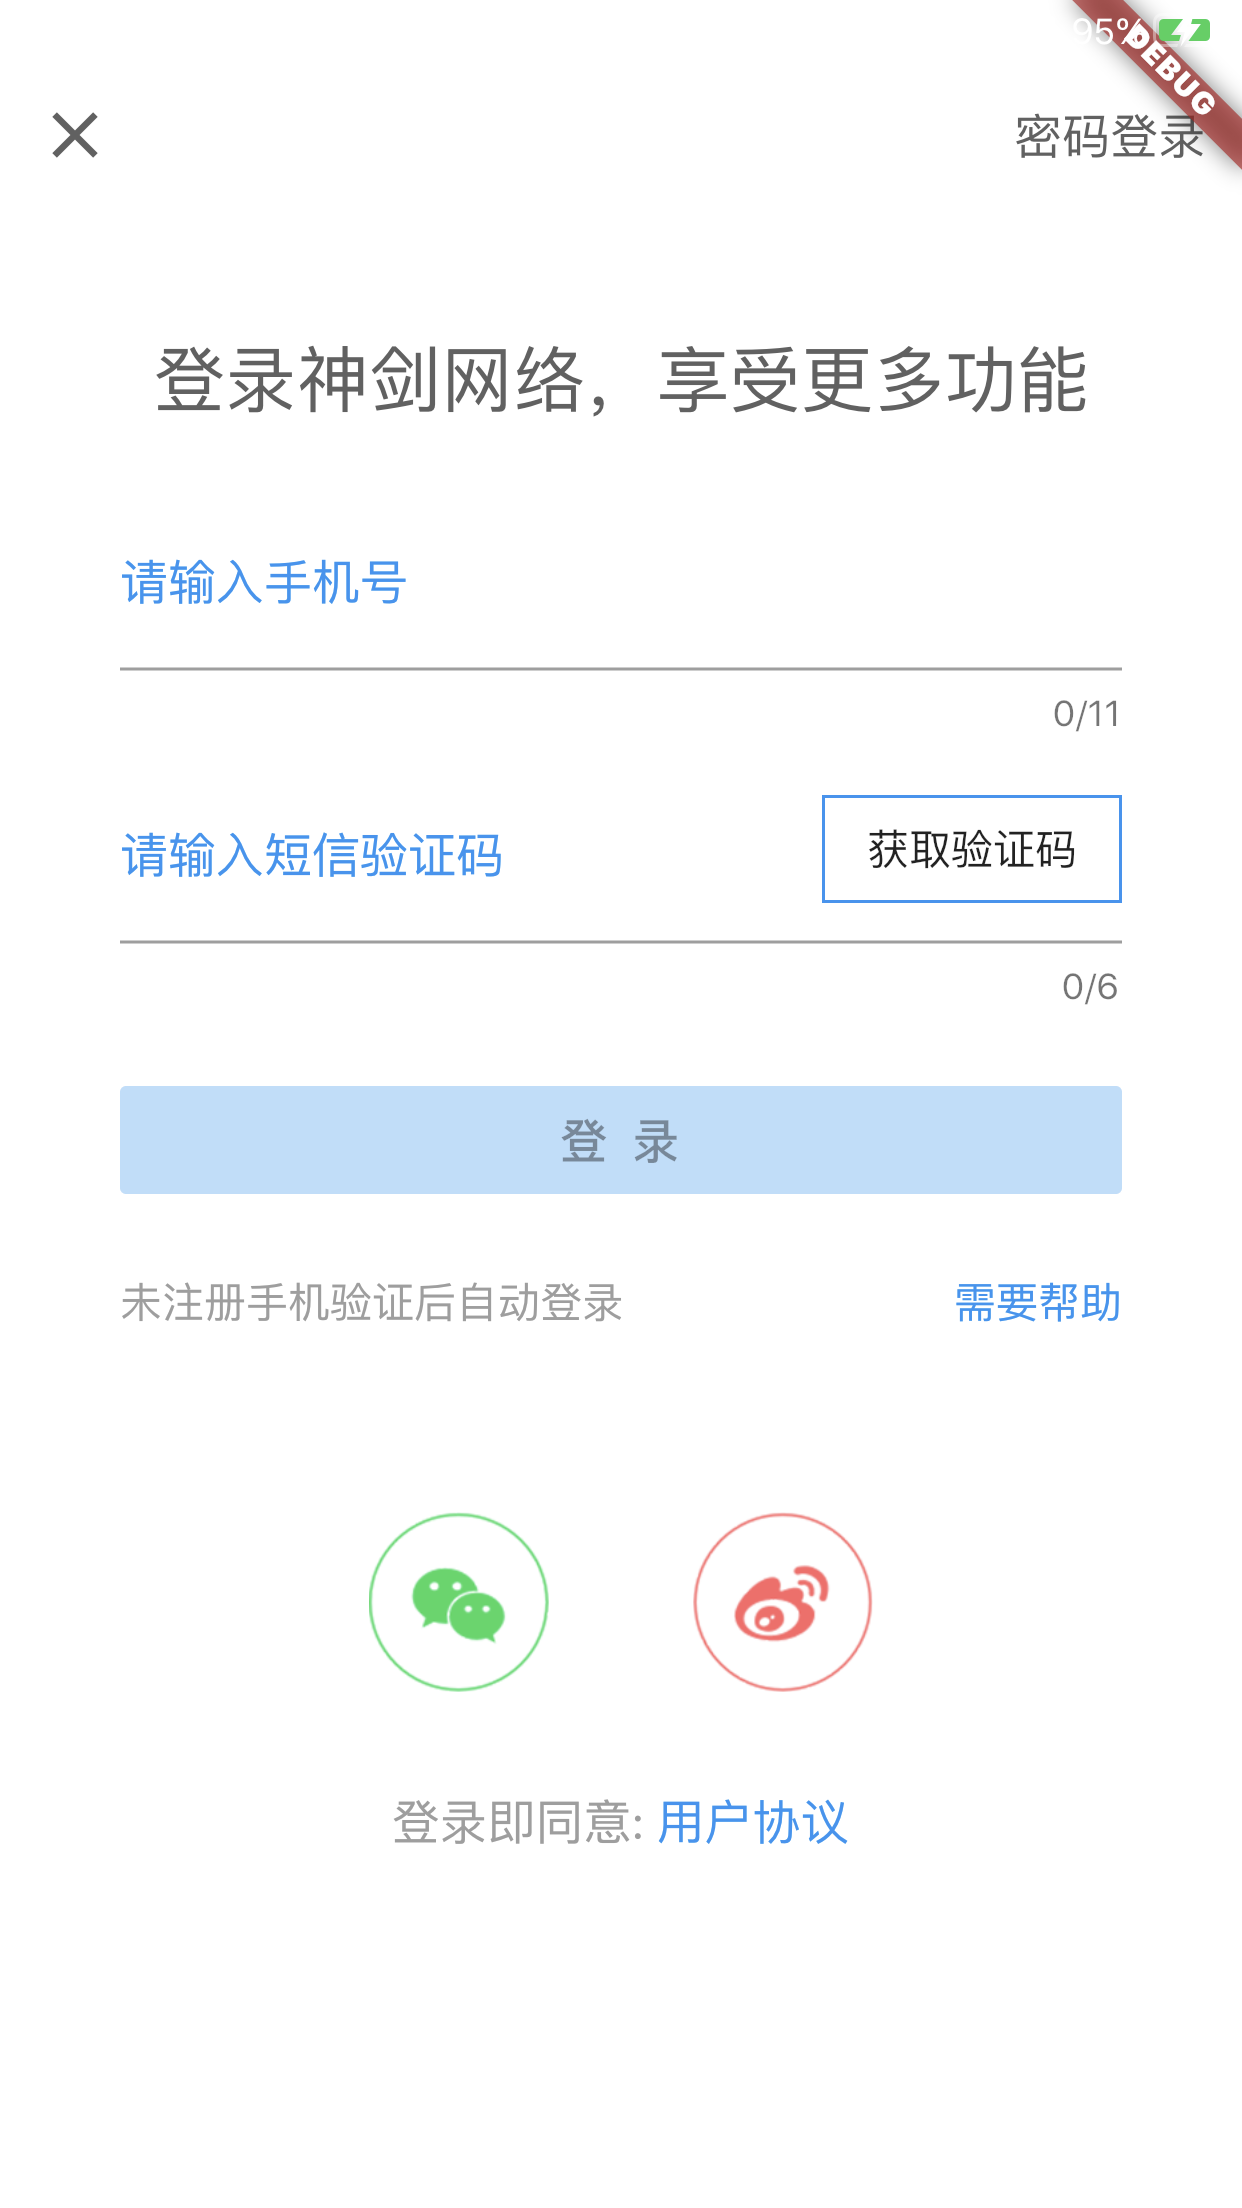 95%
DEBUG
密码登录
登录神剑网络，享受更多功能
请输入手机号
0/11
请输入短信验证码
获取验证码
0/6
登 录
未注册手机验证后自动登录
需要帮助
登录即同意: 用户协议